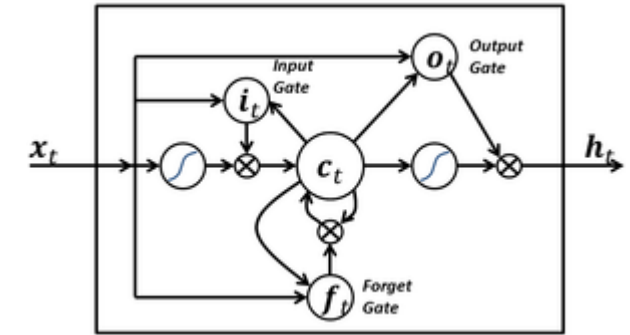 o_t
Output
Gate
Input
Gate
i_t
x_t
c_t
h_t
f_t
Forget
Gate